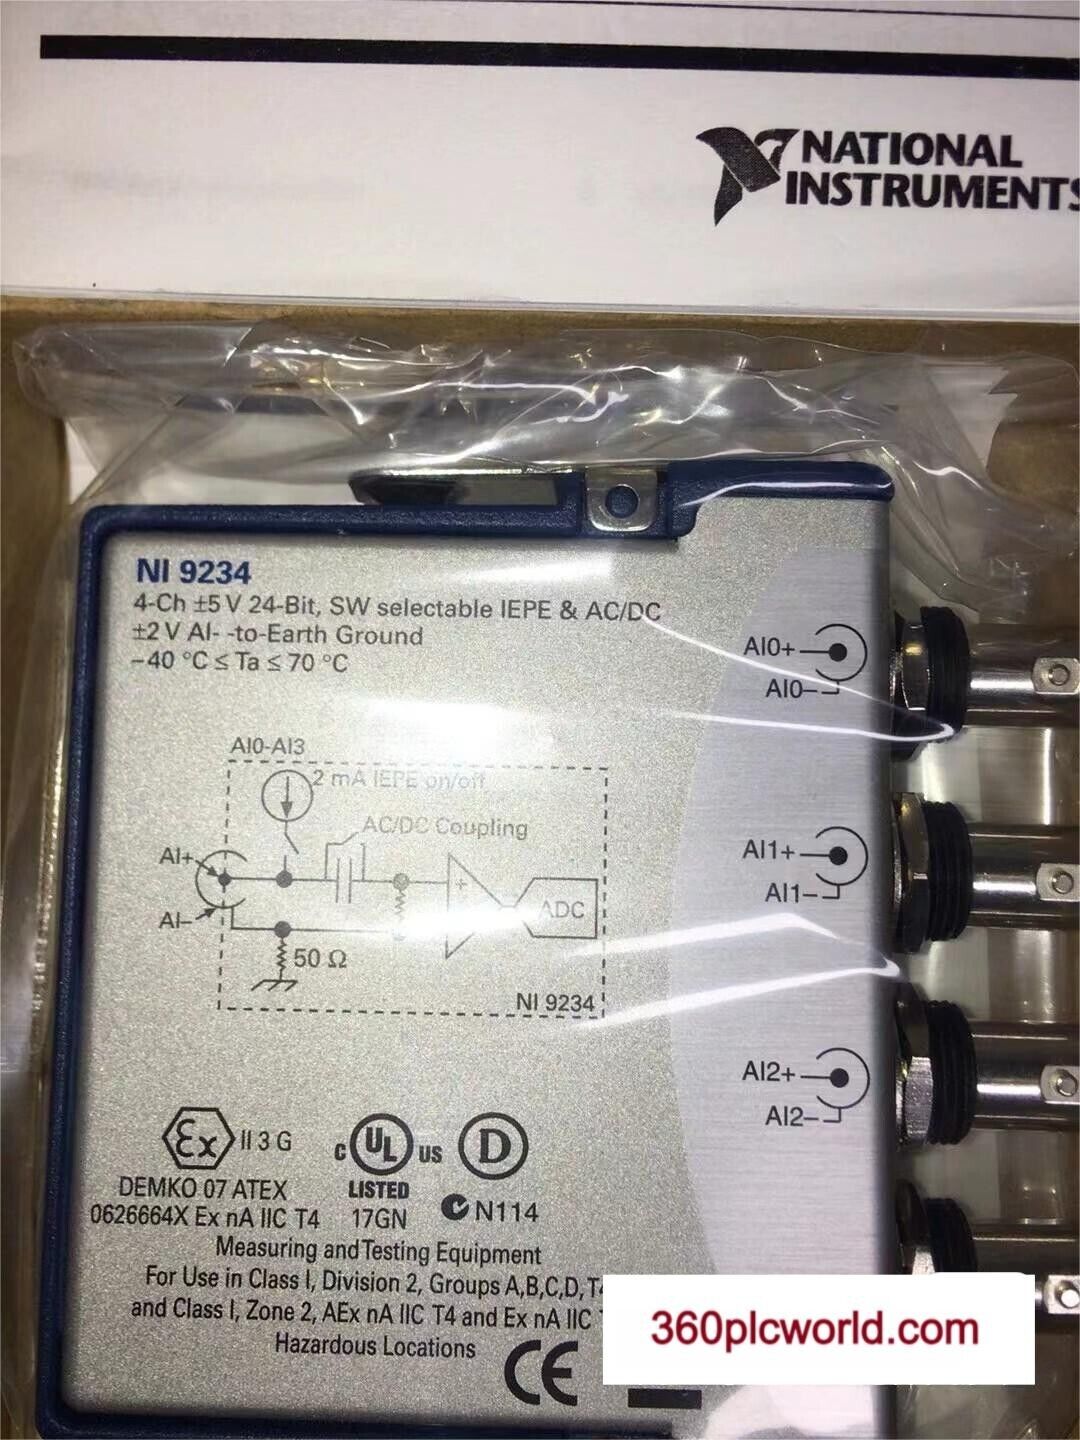 NATIONAL
INSTRUMENTS
NI 9234
4-Ch ±5 V 24-Bit, SW selectable IEPE & AC/DC
±2 V AI- -to-Earth Ground
-40 °C ≤ Ta ≤ 70 °C
AI0-AI3
2 mA IEPE on/off
AC/DC Coupling
AI+
AI-
+
ADC
50 Ω
NI 9234
AI0+
AI0-
AI1+
AI1-
AI2+
AI2-
Ex II 3 G
DEMKO 07 ATEX
0626664X Ex nA IIC T4
C UL US
LISTED
17GN
D
N114
Measuring and Testing Equipment
For Use in Class I, Division 2, Groups A,B,C,D,T4
and Class I, Zone 2, AEx nA IIC T4 and Ex nA IIC
Hazardous Locations
CE
360plcworld.com